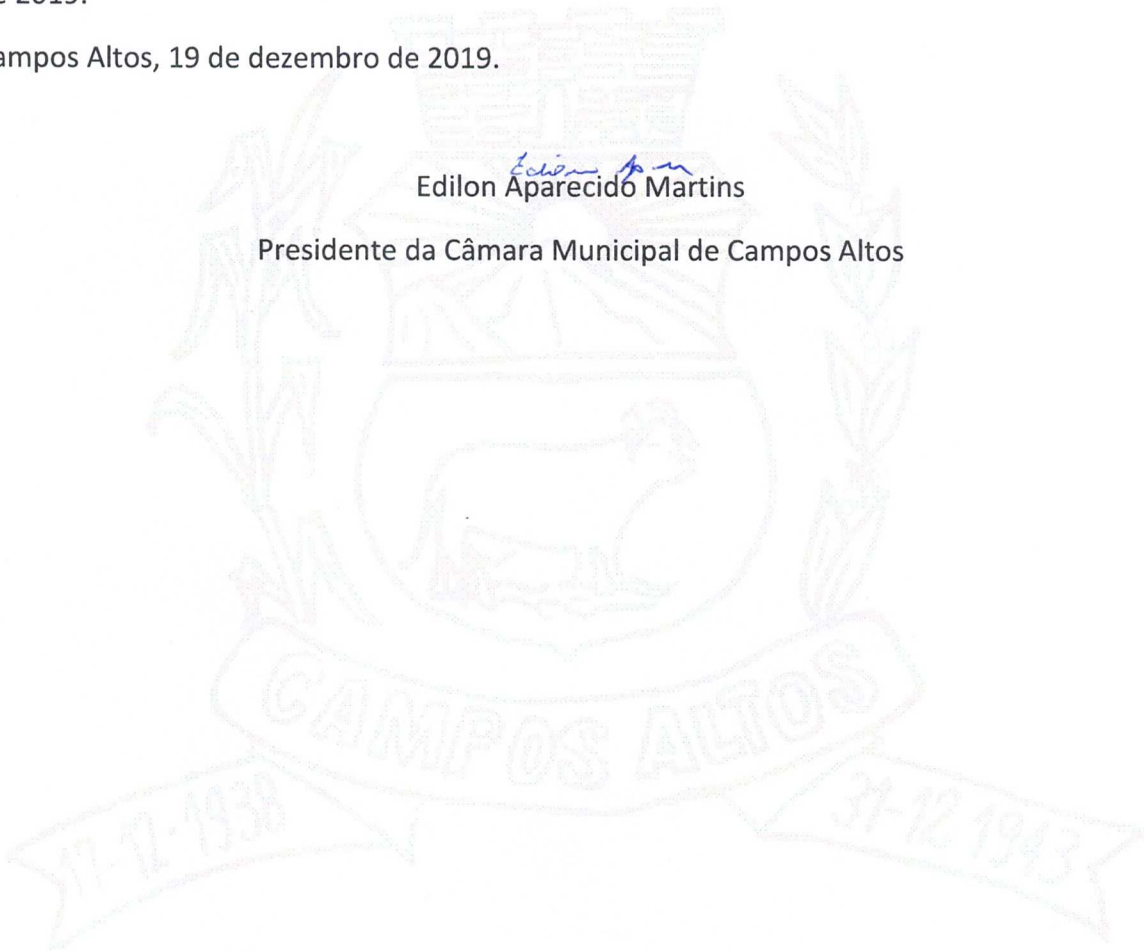 e 2019.
ampos Altos, 19 de dezembro de 2019.
Edilon Aparecido Martins
Presidente da Câmara Municipal de Campos Altos
CAMPOS ALTOS
17-12-1938
31-12-1943